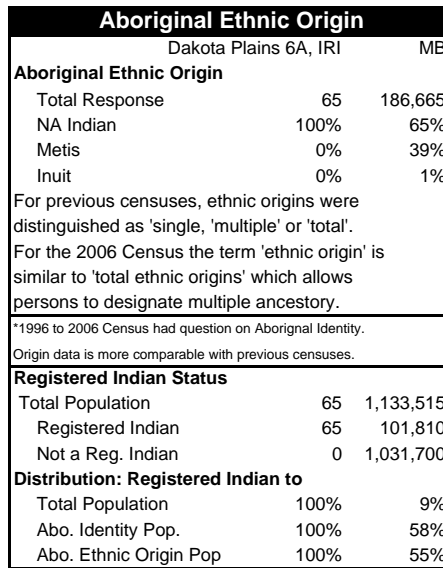 Aboriginal Ethnic Origin
Dakota Plains 6A, IRI MB
Aboriginal Ethnic Origin
Total Response 65 186,665
NA Indian 100% 65%
Metis 0% 39%
Inuit 0% 1%
For previous censuses, ethnic origins were
distinguished as 'single, 'multiple' or 'total'.
For the 2006 Census the term 'ethnic origin' is
similar to 'total ethnic origins' which allows
persons to designate multiple ancestory.
*1996 to 2006 Census had question on Aborignal Identity.
Origin data is more comparable with previous censuses.
Registered Indian Status
Total Population 65 1,133,515
Registered Indian 65 101,810
Not a Reg. Indian 0 1,031,700
Distribution: Registered Indian to
Total Population 100% 9%
Abo. Identity Pop. 100% 58%
Abo. Ethnic Origin Pop 100% 55%